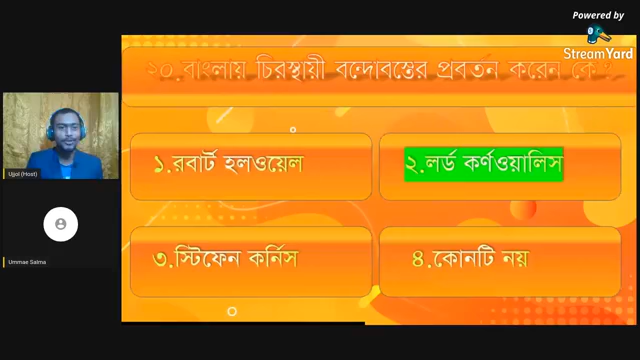 Powered by
StreamYard
২০.বাংলায় চিরস্থায়ী বন্দোবস্তের প্রবর্তন করেন কে?
১.রবার্ট হলওয়েল
২.লর্ড কর্ণওয়ালিস
৩.স্টিফেন কর্নিস
৪.কোনটি নয়
Ujjol (Host)
Ummae Salma